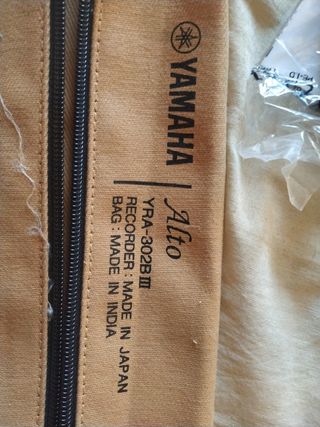 YAMAHA
Alto
YRA-302BⅢ
RECORDER : MADE IN JAPAN
BAG : MADE IN INDIA